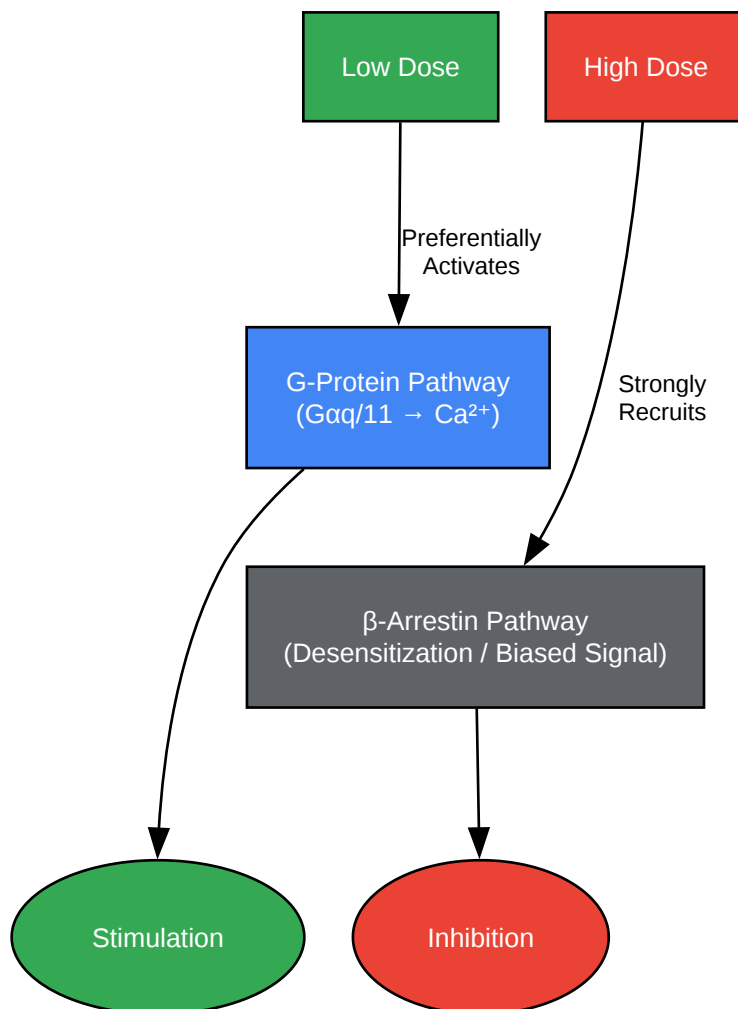 Low Dose
High Dose
Preferentially
Activates
G-Protein Pathway
(Gαq/11 → Ca²⁺)
Strongly
Recruits
β-Arrestin Pathway
(Desensitization / Biased Signal)
Stimulation
Inhibition